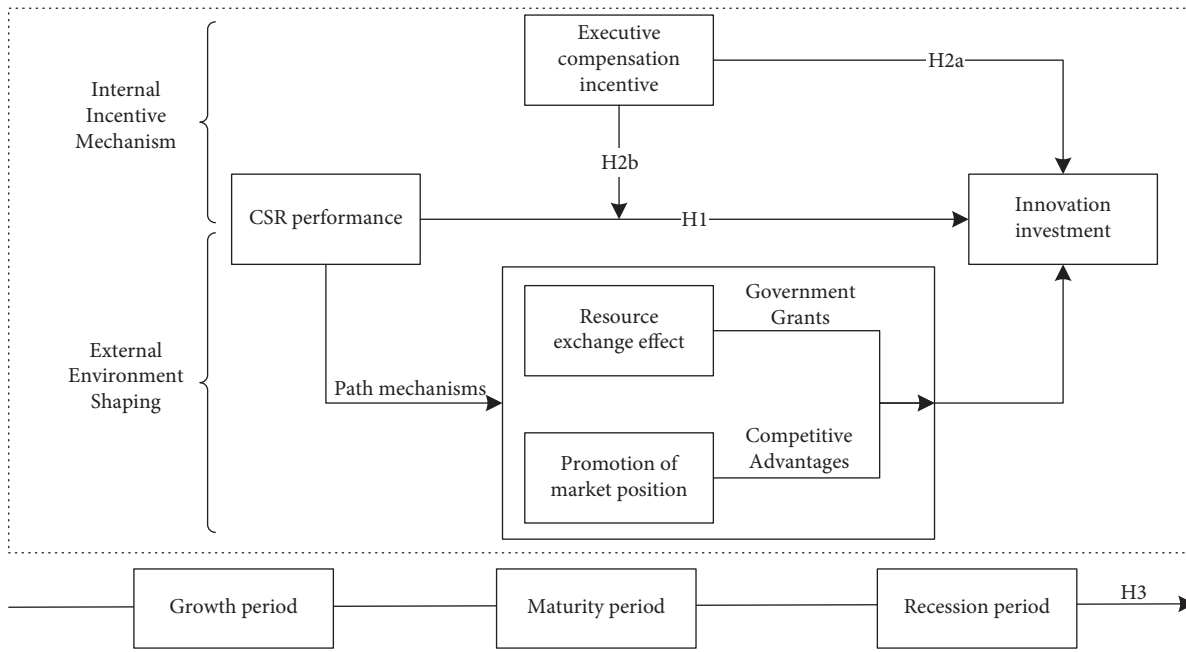 Executive
compensation
incentive
H2a
Internal
Incentive
Mechanism
H2b
CSR performance
H1
Innovation
investment
Government
Grants
Resource
exchange effect
External
Environment
Shaping
Path mechanisms
Competitive
Advantages
Promotion of
market position
Growth period
Maturity period
Recession period
H3